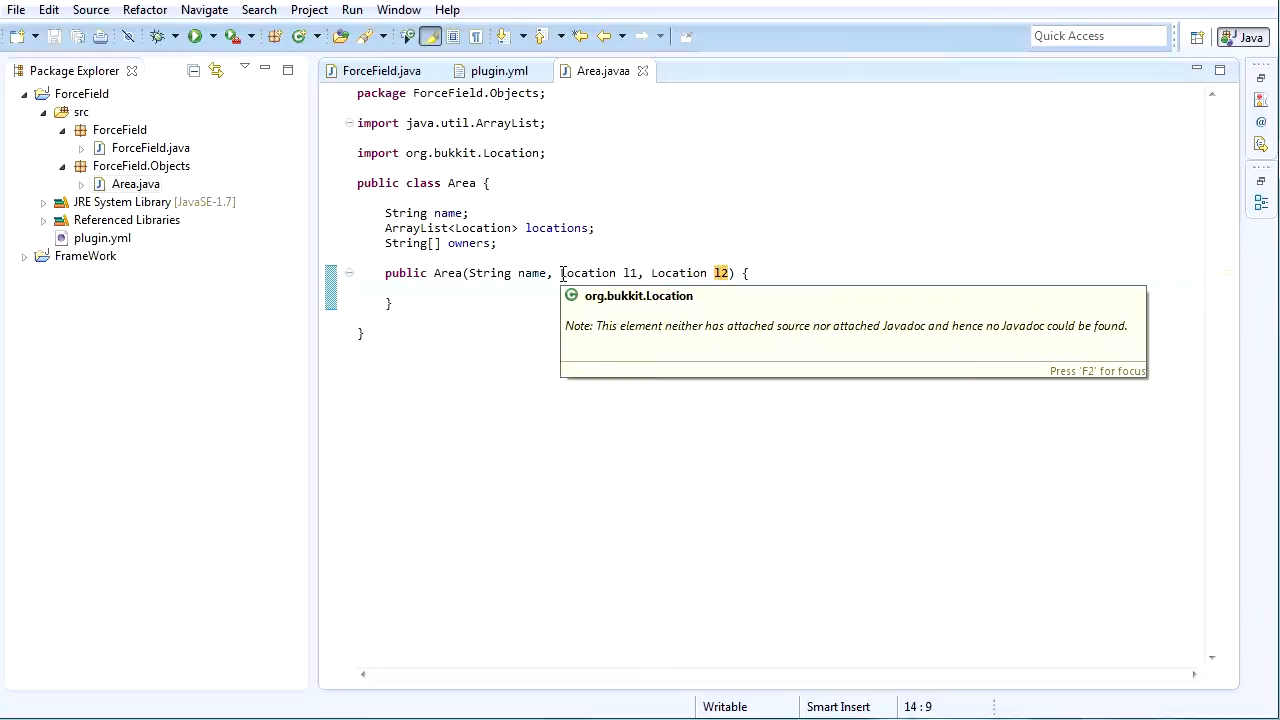 File Edit Source Refactor Navigate Search Project Run Window Help
Quick Access
Java
Package Explorer
ForceField.java plugin.yml Area.javaa
ForceField
src
ForceField
ForceField.java
ForceField.Objects
Area.java
JRE System Library [JavaSE-1.7]
Referenced Libraries
plugin.yml
FrameWork
package ForceField.Objects;
import java.util.ArrayList;
import org.bukkit.Location;
public class Area {
String name;
ArrayList<Location> locations;
String[] owners;
public Area(String name, Location l1, Location l2) {
}
}
org.bukkit.Location
Note: This element neither has attached source nor attached Javadoc and hence no Javadoc could be found.
Press 'F2' for focus
Writable Smart Insert 14 : 9